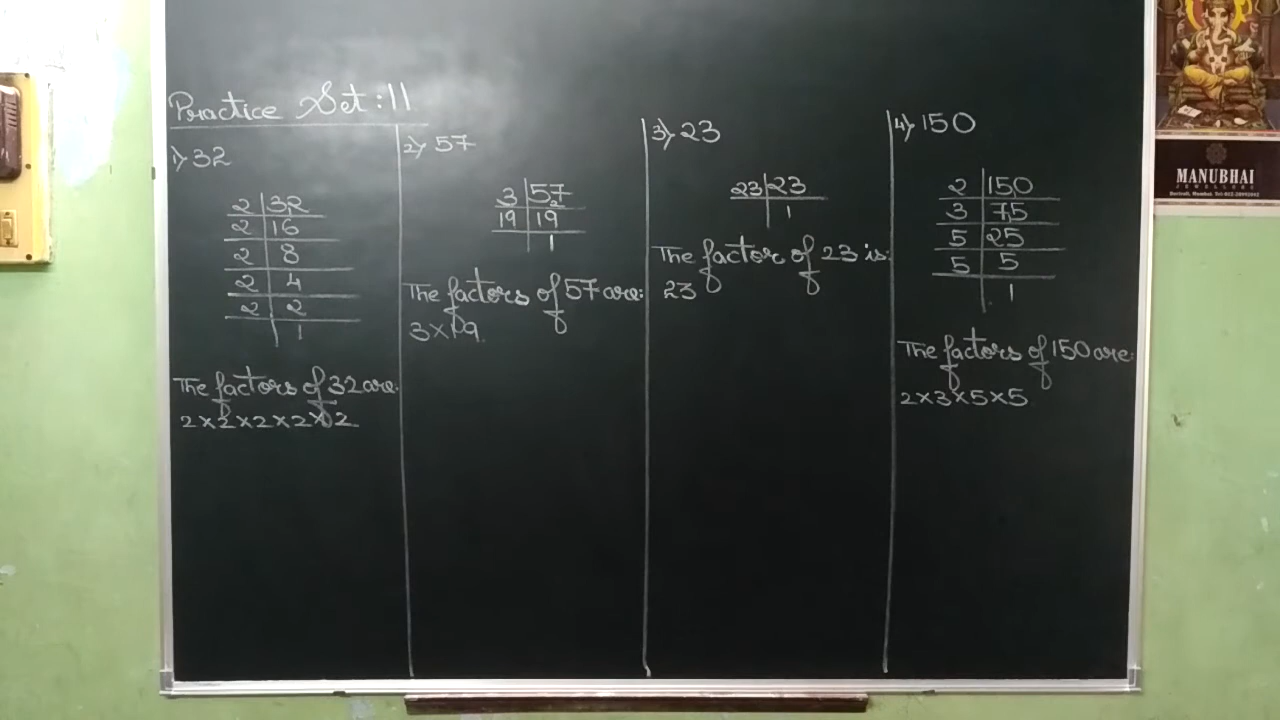 Practice Set : 11
1) 32
2 | 32
2 | 16
2 | 8
2 | 4
2 | 2
| 1
The factors of 32 are:
2 × 2 × 2 × 2 × 2
2) 57
3 | 57
2
19 | 19
| 1
The factors of 57 are:
3 × 19
3) 23
23 | 23
| 1
The factor of 23 is:
23
4) 150
2 | 150
3 | 75
5 | 25
5 | 5
| 1
The factors of 150 are:
2 × 3 × 5 × 5
MANUBHAI
JEWELLERS